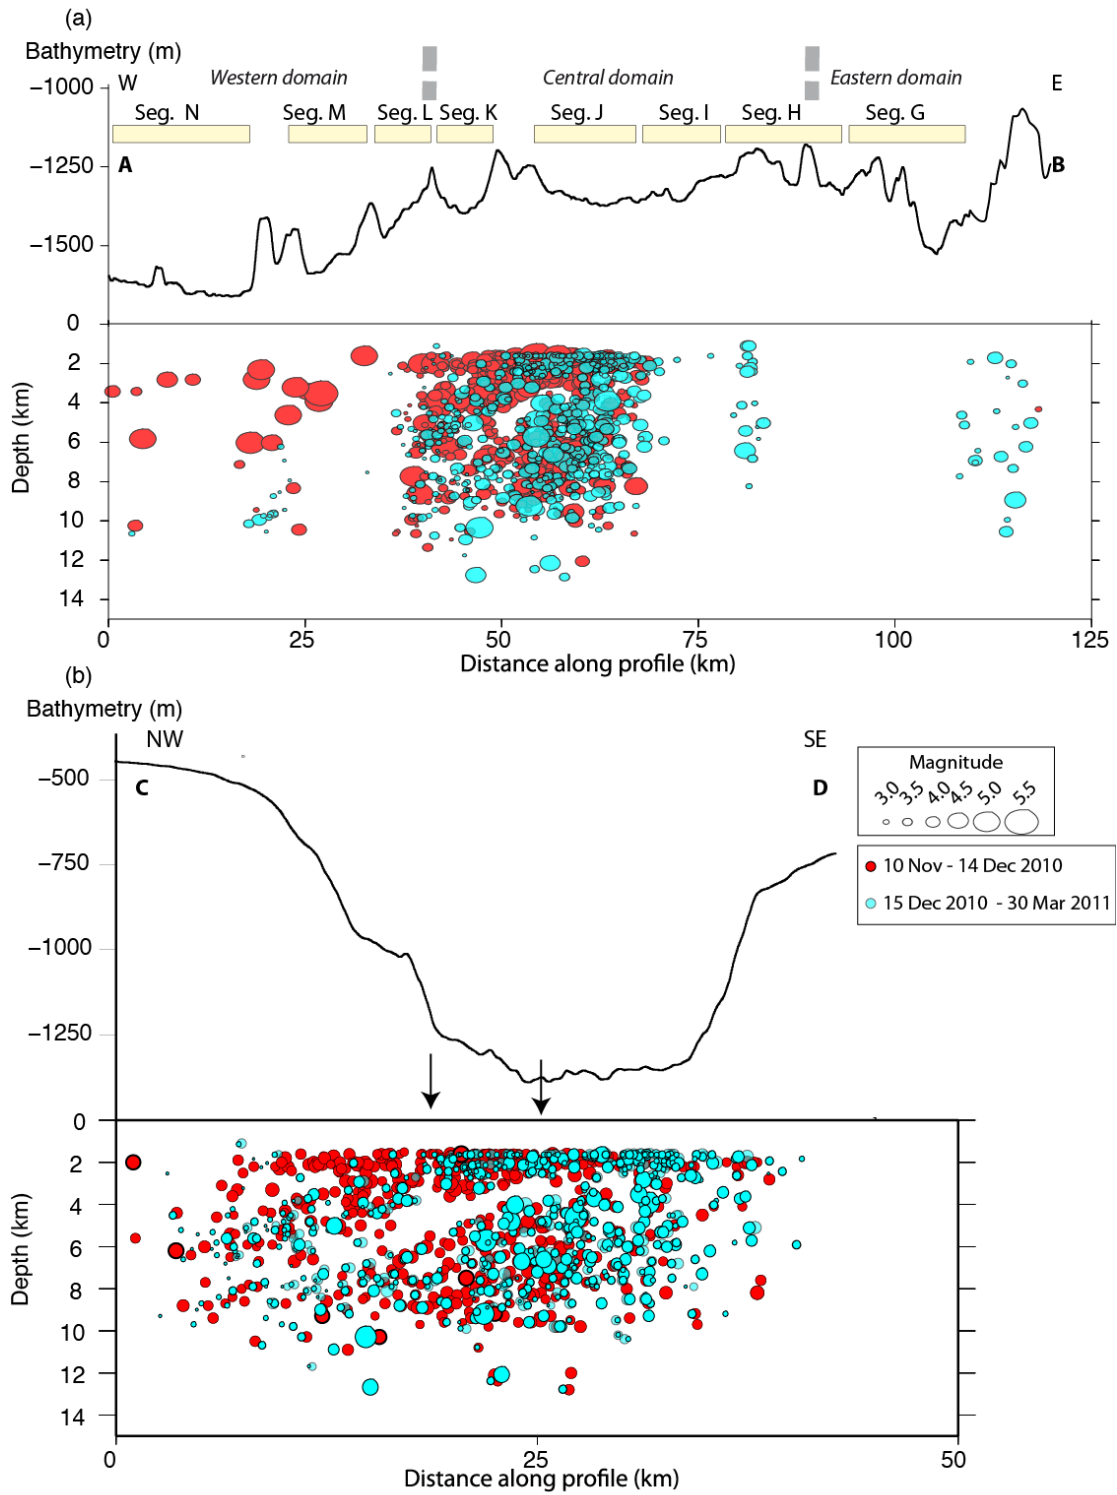 (a)
Bathymetry (m)
W Western domain Central domain Eastern domain E
−1000
Seg. N Seg. M Seg. L Seg. K Seg. J Seg. I Seg. H Seg. G
−1250 A B
−1500
0
2
4
6
8
10
12
14
Depth (km)
0 25 50 75 100 125
Distance along profile (km)
(b)
Bathymetry (m)
NW SE
C D
−500
−750
−1000
−1250
Magnitude
3.0 3.5 4.0 4.5 5.0 5.5
10 Nov - 14 Dec 2010
15 Dec 2010 - 30 Mar 2011
0
2
4
6
8
10
12
14
Depth (km)
0 25 50
Distance along profile (km)